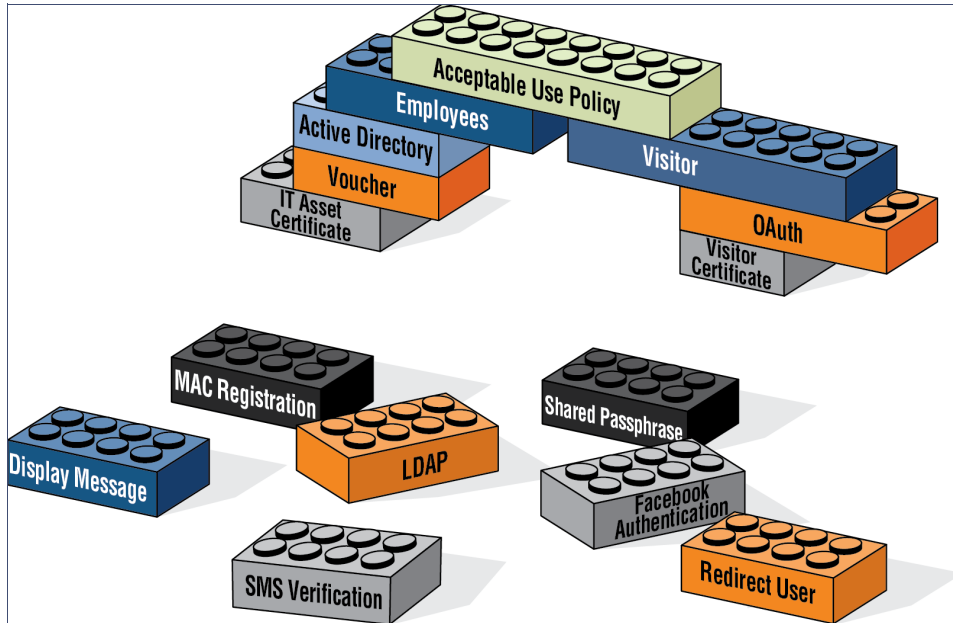 Acceptable Use Policy
Employees
Active Directory
Visitor
Voucher
IT Asset
Certificate
OAuth
Visitor
Certificate
MAC Registration
Shared Passphrase
Display Message
LDAP
Facebook
Authentication
SMS Verification
Redirect User